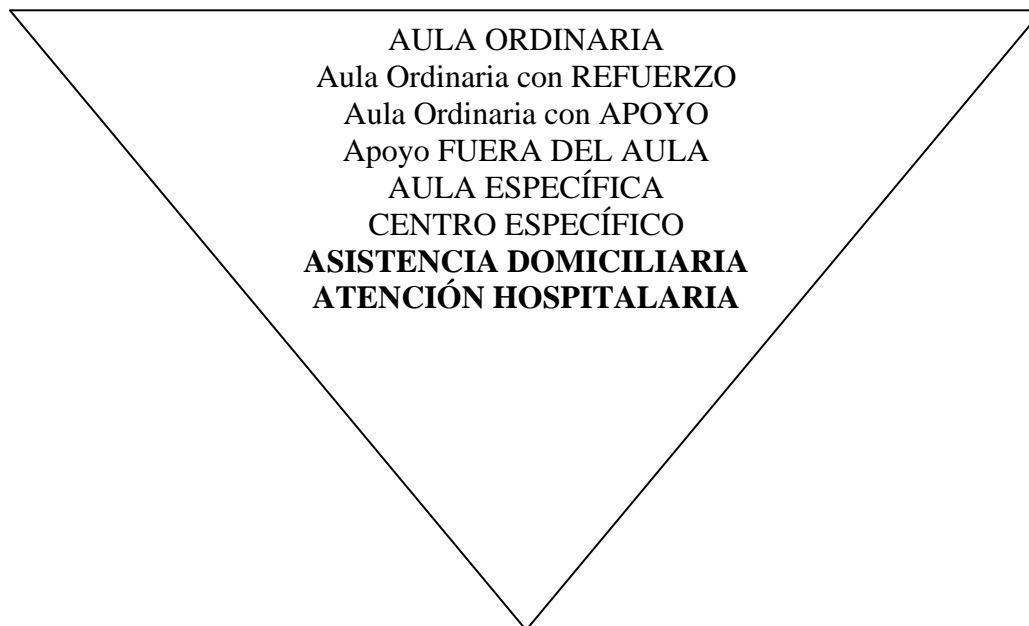 AULA ORDINARIA
Aula Ordinaria con REFUERZO
Aula Ordinaria con APOYO
Apoyo FUERA DEL AULA
AULA ESPECÍFICA
CENTRO ESPECÍFICO
ASISTENCIA DOMICILIARIA
ATENCIÓN HOSPITALARIA